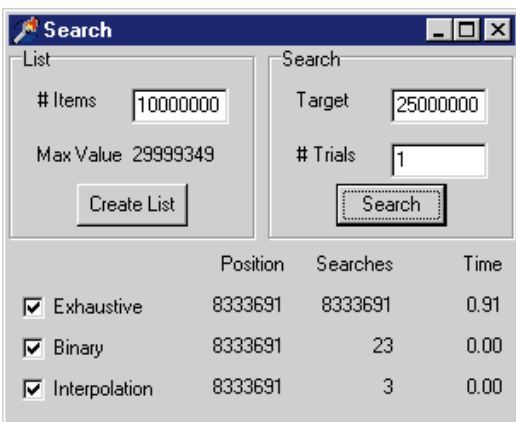 Search
List
Search
# Items 10000000
Target 25000000
Max Value 29999349
# Trials 1
Create List
Search
Position Searches Time
Exhaustive 8333691 8333691 0.91
Binary 8333691 23 0.00
Interpolation 8333691 3 0.00